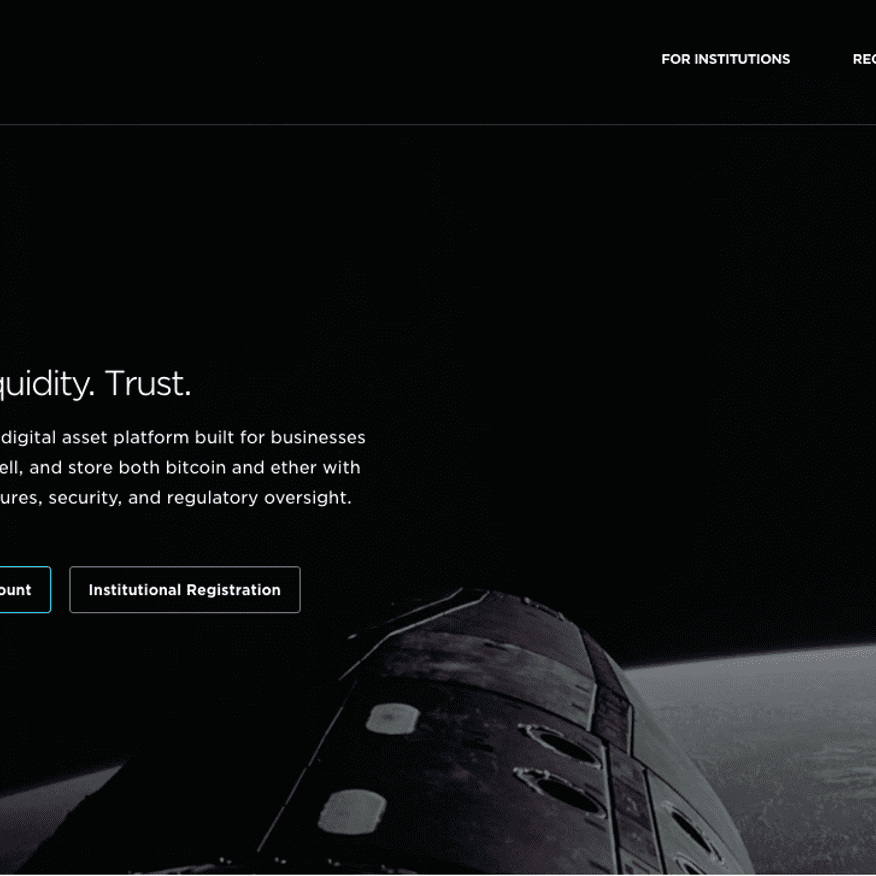 FOR INSTITUTIONS
REG
quidity. Trust.
digital asset platform built for businesses
ell, and store both bitcoin and ether with
ures, security, and regulatory oversight.
ount
Institutional Registration